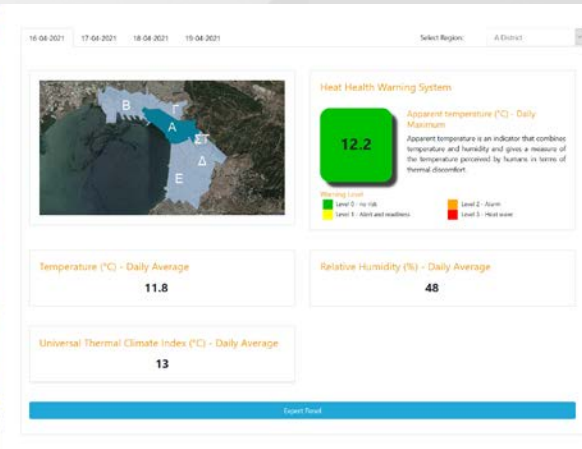 16-04-2021 17-04-2021 18-04-2021 19-04-2021 Select Region: A District
B
Γ
A
ΣΤ
Δ
E
Heat Health Warning System
12.2
Apparent temperature (°C) - Daily
Maximum
Apparent temperature is an indicator that combines
temperature and humidity and gives a measure of
the temperature perceived by humans in terms of
thermal discomfort.
Warning Level
Level 0 - no risk Level 2 - Alarm
Level 1 - Alert and readiness Level 3 - Heat wave
Temperature (°C) - Daily Average
11.8
Relative Humidity (%) - Daily Average
48
Universal Thermal Climate Index (°C) - Daily Average
13
Expert Panel